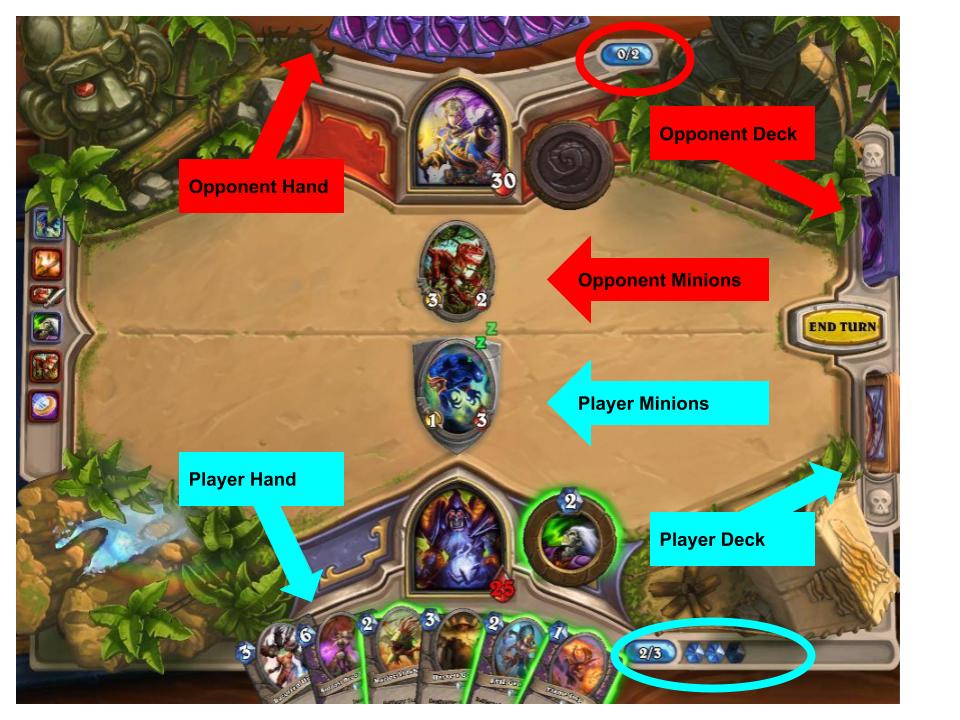 0/2
Opponent Deck
Opponent Hand
30
Opponent Minions
3 2
END TURN
z
z
1 3
Player Minions
Player Hand
2
Player Deck
25
3 6 2 3 2 1
2/3